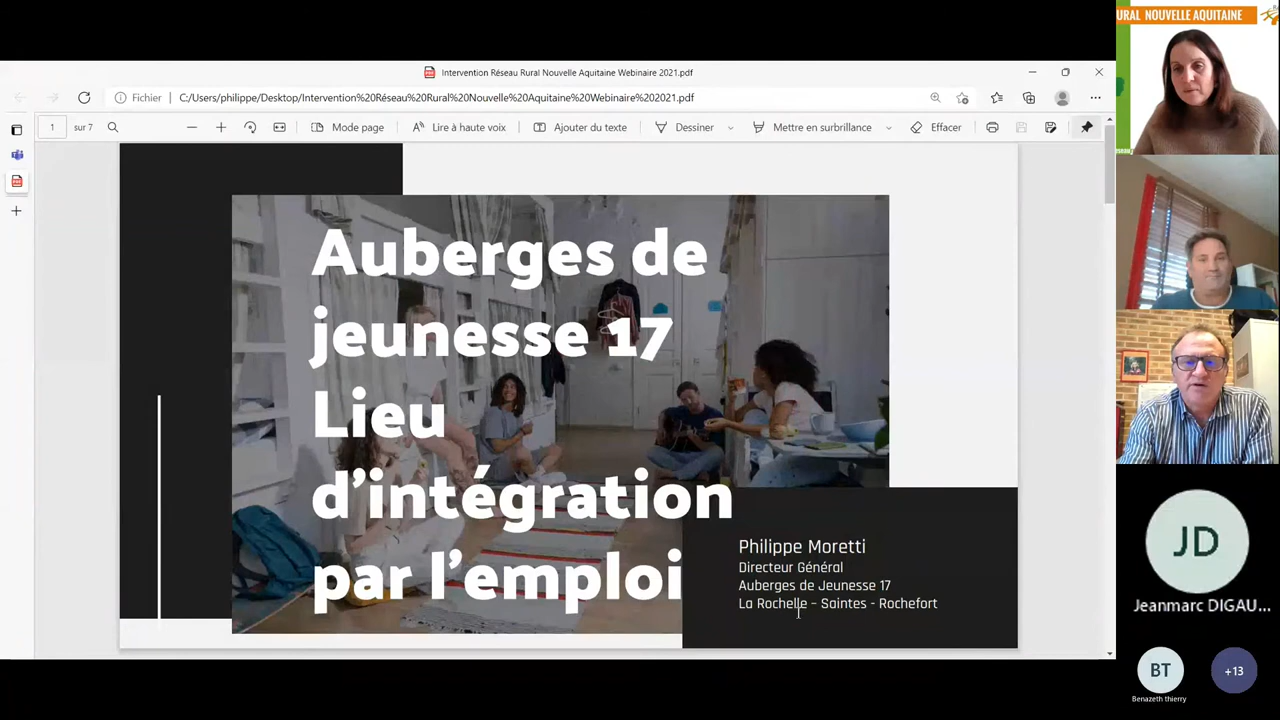 Intervention Réseau Rural Nouvelle Aquitaine Webinaire 2021.pdf
Fichier
C:/Users/philippe/Desktop/Intervention%20Réseau%20Rural%20Nouvelle%20Aquitaine%20Webinaire%202021.pdf
1 sur 7
Mode page
Lire à haute voix
Ajouter du texte
Dessiner
Mettre en surbrillance
Effacer
Auberges de
jeunesse 17
Lieu
d'intégration
par l'emploi
Philippe Moretti
Directeur Général
Auberges de Jeunesse 17
La Rochelle – Saintes - Rochefort
RURAL NOUVELLE AQUITAINE
JD
Jeanmarc DIGAU...
BT
Benazeth thierry
+13